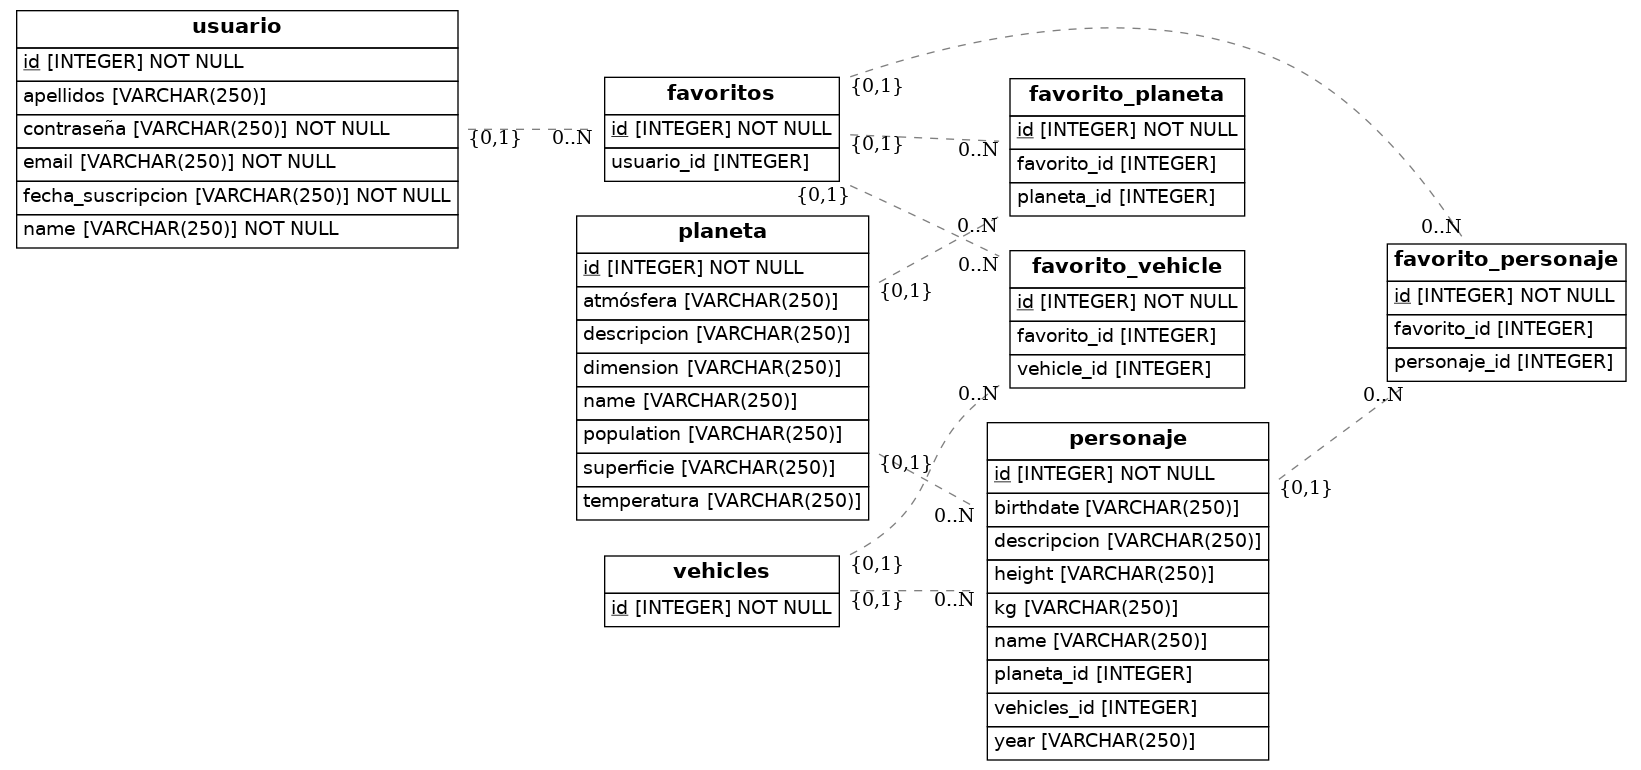 usuario
id [INTEGER] NOT NULL
apellidos [VARCHAR(250)]
contraseña [VARCHAR(250)] NOT NULL
email [VARCHAR(250)] NOT NULL
fecha_suscripcion [VARCHAR(250)] NOT NULL
name [VARCHAR(250)] NOT NULL
{0,1}
0..N
favoritos
id [INTEGER] NOT NULL
usuario_id [INTEGER]
{0,1}
{0,1}
{0,1}
0..N
0..N
0..N
favorito_planeta
id [INTEGER] NOT NULL
favorito_id [INTEGER]
planeta_id [INTEGER]
planeta
id [INTEGER] NOT NULL
atmósfera [VARCHAR(250)]
descripcion [VARCHAR(250)]
dimension [VARCHAR(250)]
name [VARCHAR(250)]
population [VARCHAR(250)]
superficie [VARCHAR(250)]
temperatura [VARCHAR(250)]
{0,1}
{0,1}
0..N
0..N
favorito_vehicle
id [INTEGER] NOT NULL
favorito_id [INTEGER]
vehicle_id [INTEGER]
vehicles
id [INTEGER] NOT NULL
{0,1}
{0,1}
0..N
personaje
id [INTEGER] NOT NULL
birthdate [VARCHAR(250)]
descripcion [VARCHAR(250)]
height [VARCHAR(250)]
kg [VARCHAR(250)]
name [VARCHAR(250)]
planeta_id [INTEGER]
vehicles_id [INTEGER]
year [VARCHAR(250)]
{0,1}
0..N
0..N
favorito_personaje
id [INTEGER] NOT NULL
favorito_id [INTEGER]
personaje_id [INTEGER]